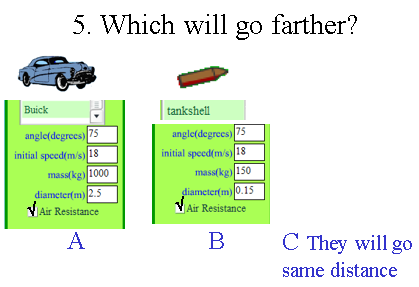 5. Which will go farther?
Buick
angle(degrees) 75
initial speed(m/s) 18
mass(kg) 1000
diameter(m) 2.5
Air Resistance
A
tankshell
angle(degrees) 75
initial speed(m/s) 18
mass(kg) 150
diameter(m) 0.15
Air Resistance
B
C They will go
same distance